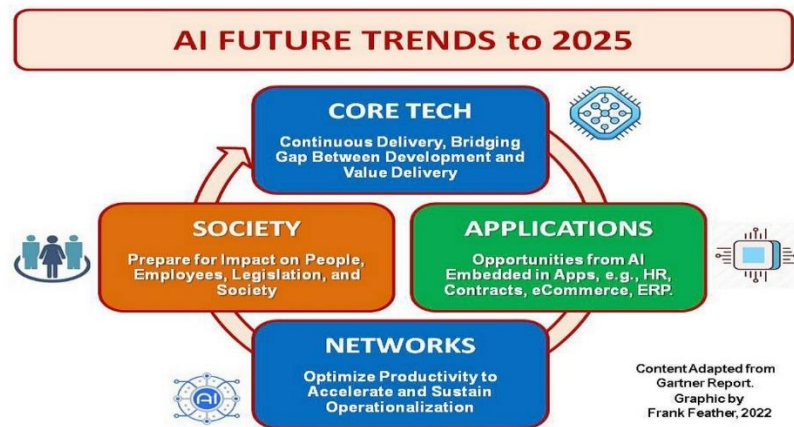 AI FUTURE TRENDS to 2025
CORE TECH
Continuous Delivery, Bridging
Gap Between Development and
Value Delivery
SOCIETY
Prepare for Impact on People,
Employees, Legislation, and
Society
APPLICATIONS
Opportunities from AI
Embedded in Apps, e.g., HR,
Contracts, eCommerce, ERP.
NETWORKS
Optimize Productivity to
Accelerate and Sustain
Operationalization
AI
Content Adapted from
Gartner Report.
Graphic by
Frank Feather, 2022